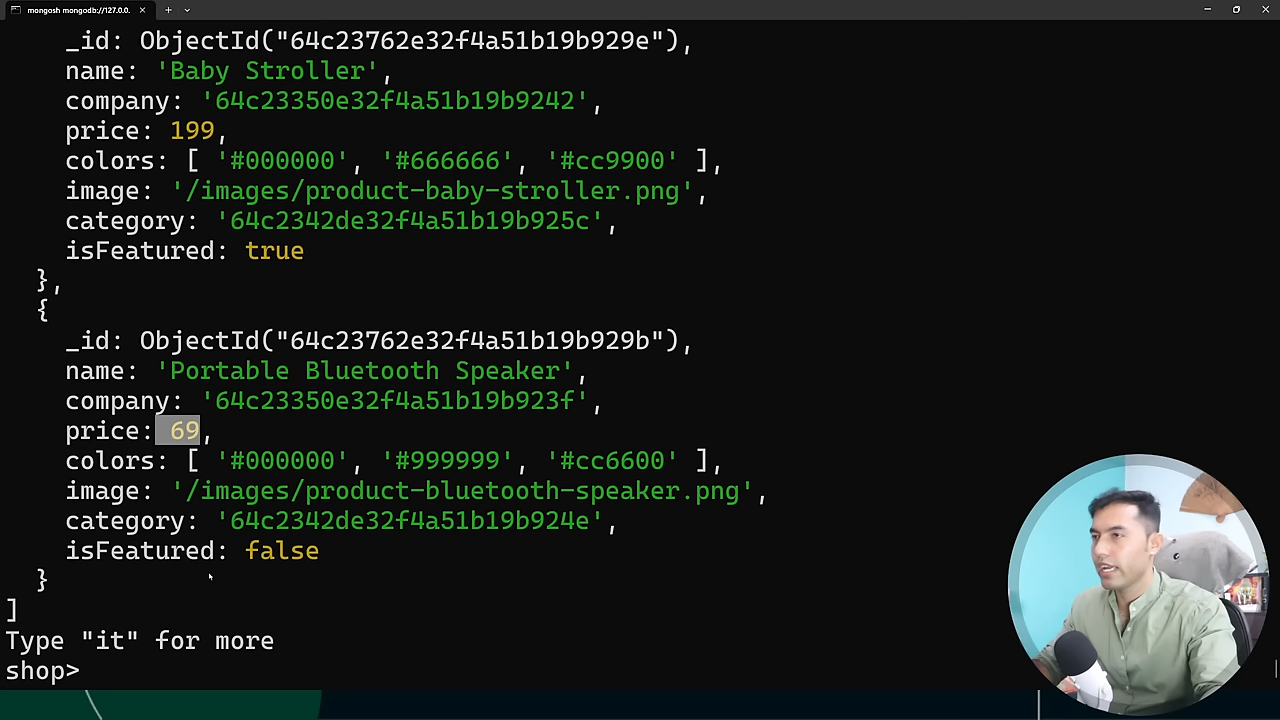 mongosh mongodb://127.0.0.
_id: ObjectId("64c23762e32f4a51b19b929e"),
name: 'Baby Stroller',
company: '64c23350e32f4a51b19b9242',
price: 199,
colors: [ '#000000', '#666666', '#cc9900' ],
image: '/images/product-baby-stroller.png',
category: '64c2342de32f4a51b19b925c',
isFeatured: true
},
{
_id: ObjectId("64c23762e32f4a51b19b929b"),
name: 'Portable Bluetooth Speaker',
company: '64c23350e32f4a51b19b923f',
price: 69,
colors: [ '#000000', '#999999', '#cc6600' ],
image: '/images/product-bluetooth-speaker.png',
category: '64c2342de32f4a51b19b924e',
isFeatured: false
}
]
Type "it" for more
shop>